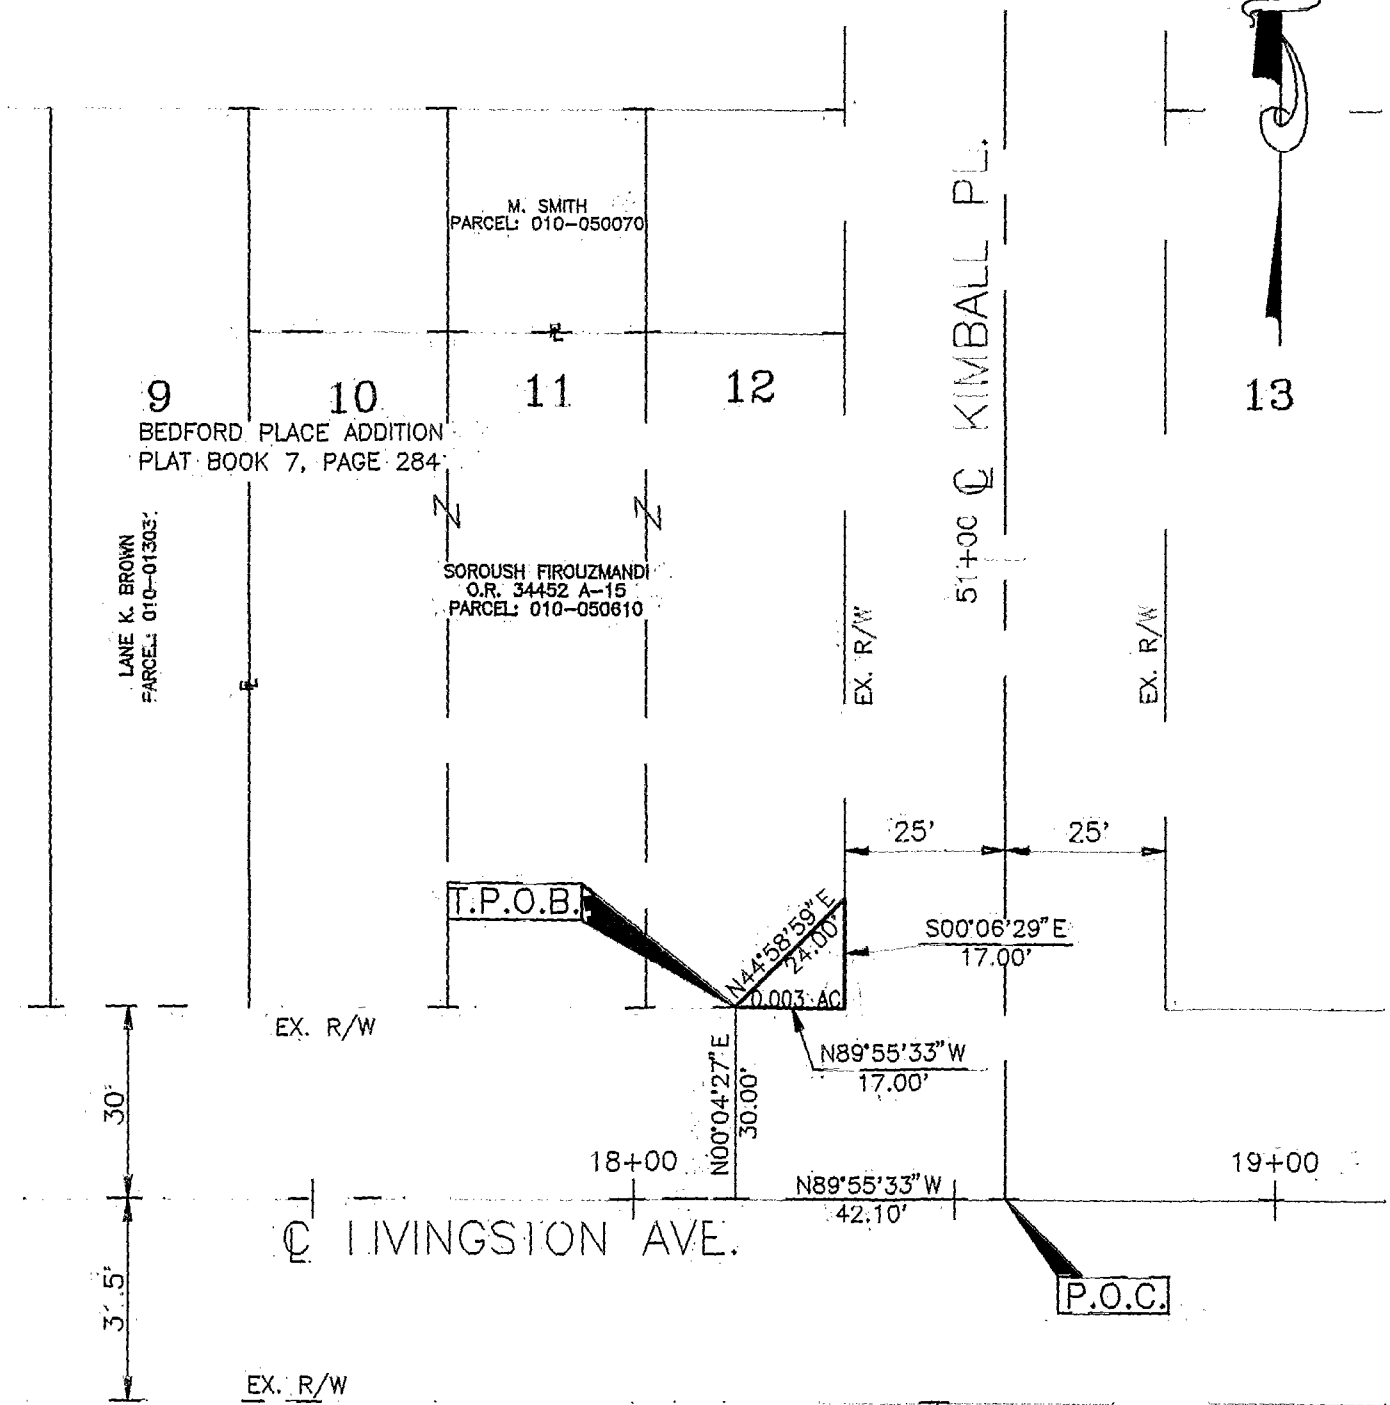 M. SMITH
PARCEL: 010-050070
℄ KIMBALL PL.
51+00
9
10
11
12
13
BEDFORD PLACE ADDITION
PLAT BOOK 7, PAGE 284
LANE K. BROWN
SOROUSH FIROUZMANDI
O.R. 34452 A-15
PARCEL: 010-050610
EX. R/W
EX. R/W
25'
25'
T.P.O.B.
N44°58'59"E
24.00'
S00°06'29"E
17.00'
0.003 AC
EX. R/W
N89°55'33"W
17.00'
N00°04'27"E
30.00'
30'
18+00
19+00
N89°55'33"W
42.10'
℄ LIVINGSTON AVE.
P.O.C.
EX. R/W